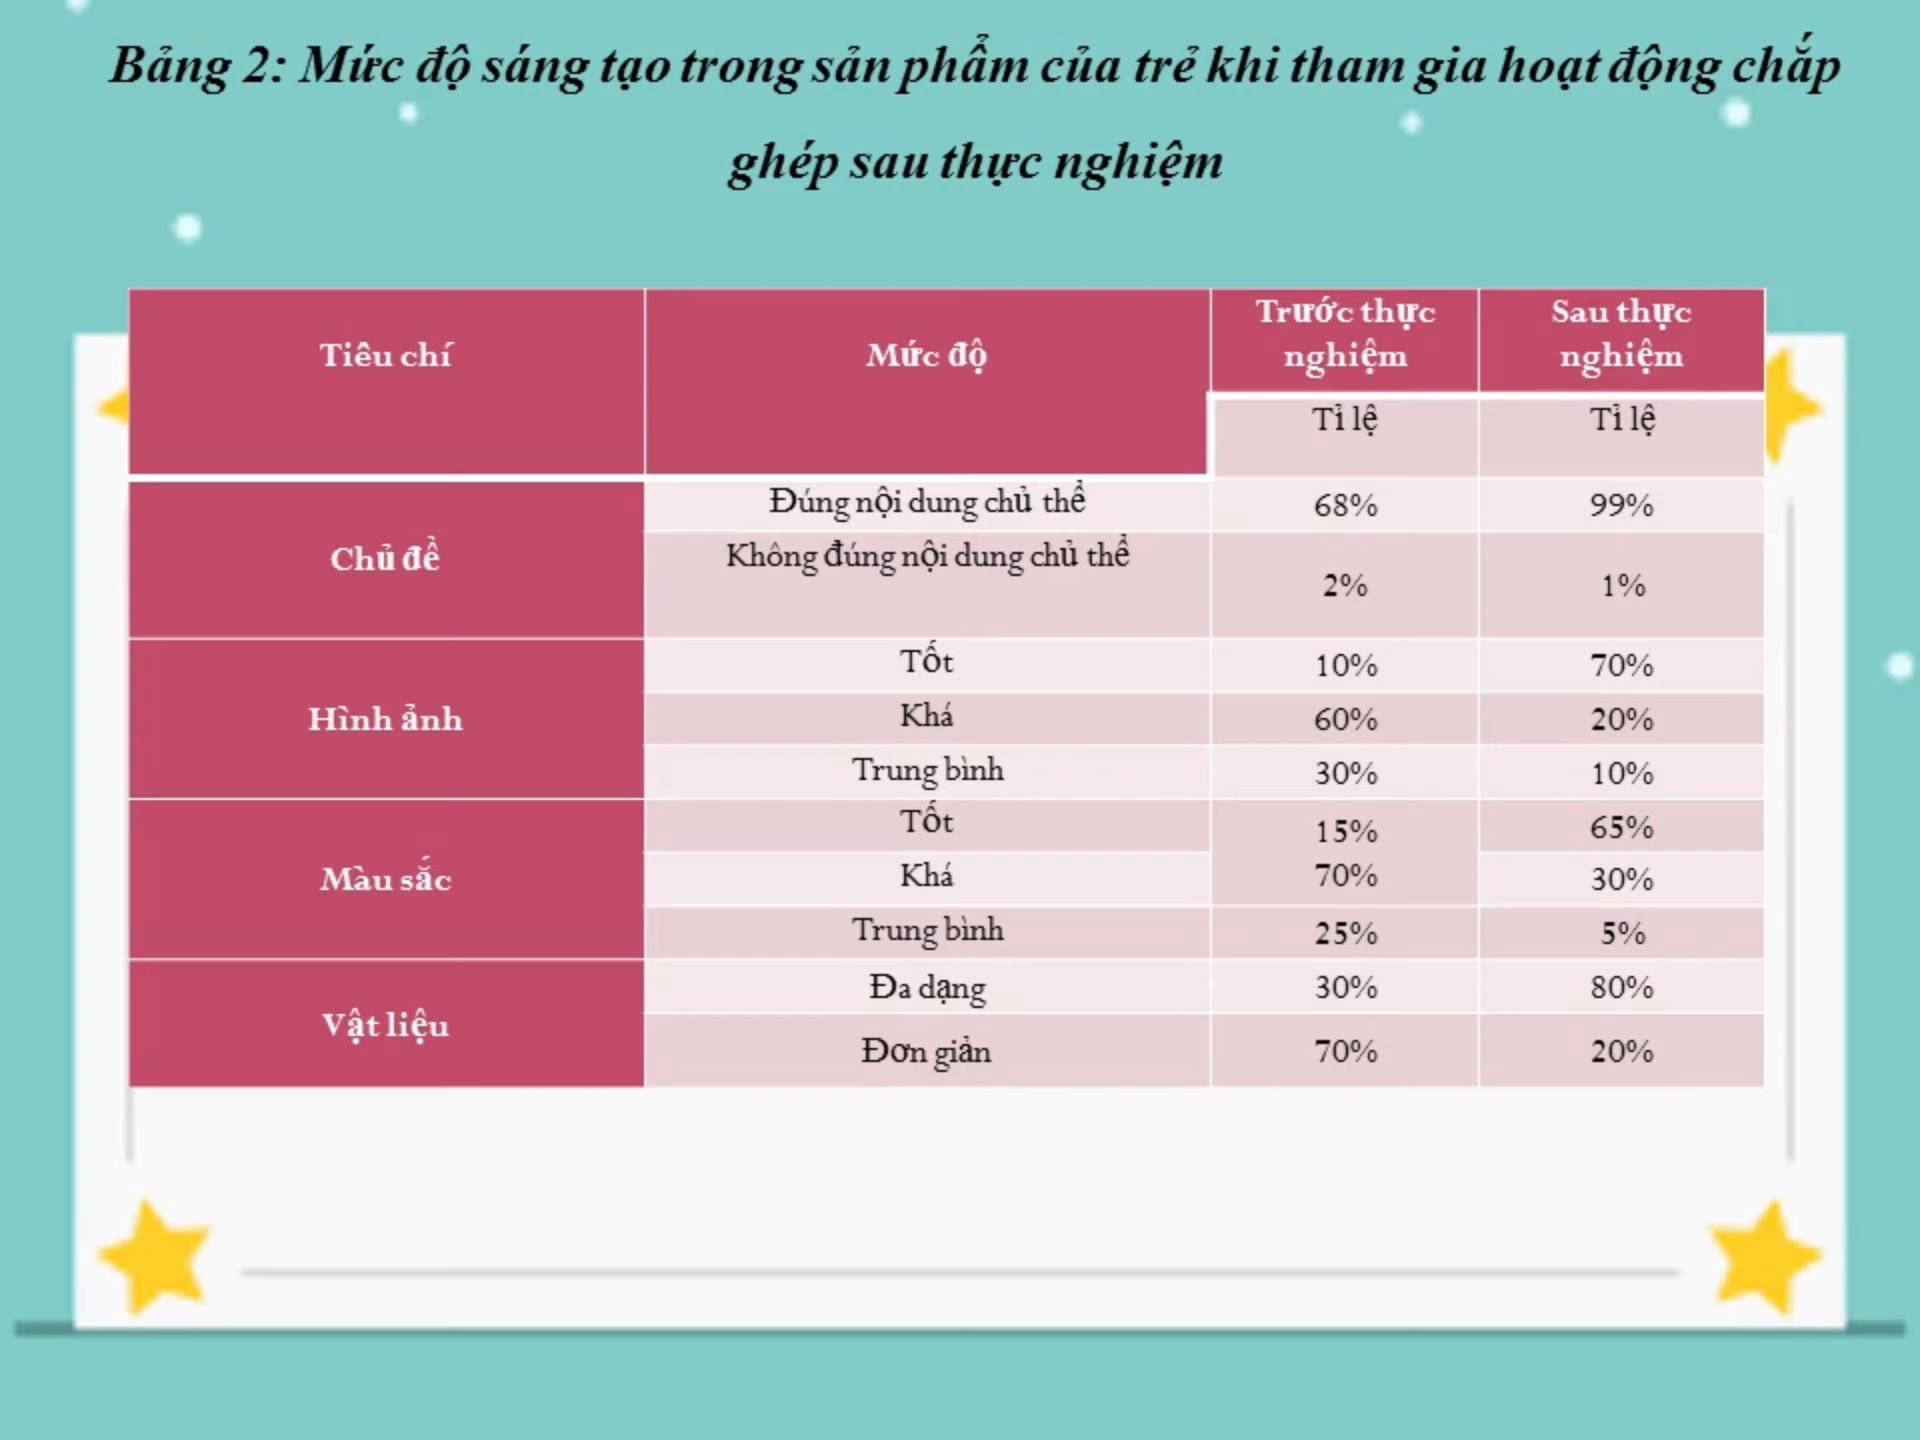 Bảng 2: Mức độ sáng tạo trong sản phẩm của trẻ khi tham gia hoạt động chắp
ghép sau thực nghiệm
Tiêu chí Mức độ Trước thực nghiệm Sau thực nghiệm
Tỉ lệ Tỉ lệ
Chủ đề Đúng nội dung chủ thể 68% 99%
Không đúng nội dung chủ thể 2% 1%
Hình ảnh Tốt 10% 70%
Khá 60% 20%
Trung bình 30% 10%
Màu sắc Tốt 15% 65%
Khá 70% 30%
Trung bình 25% 5%
Vật liệu Đa dạng 30% 80%
Đơn giản 70% 20%